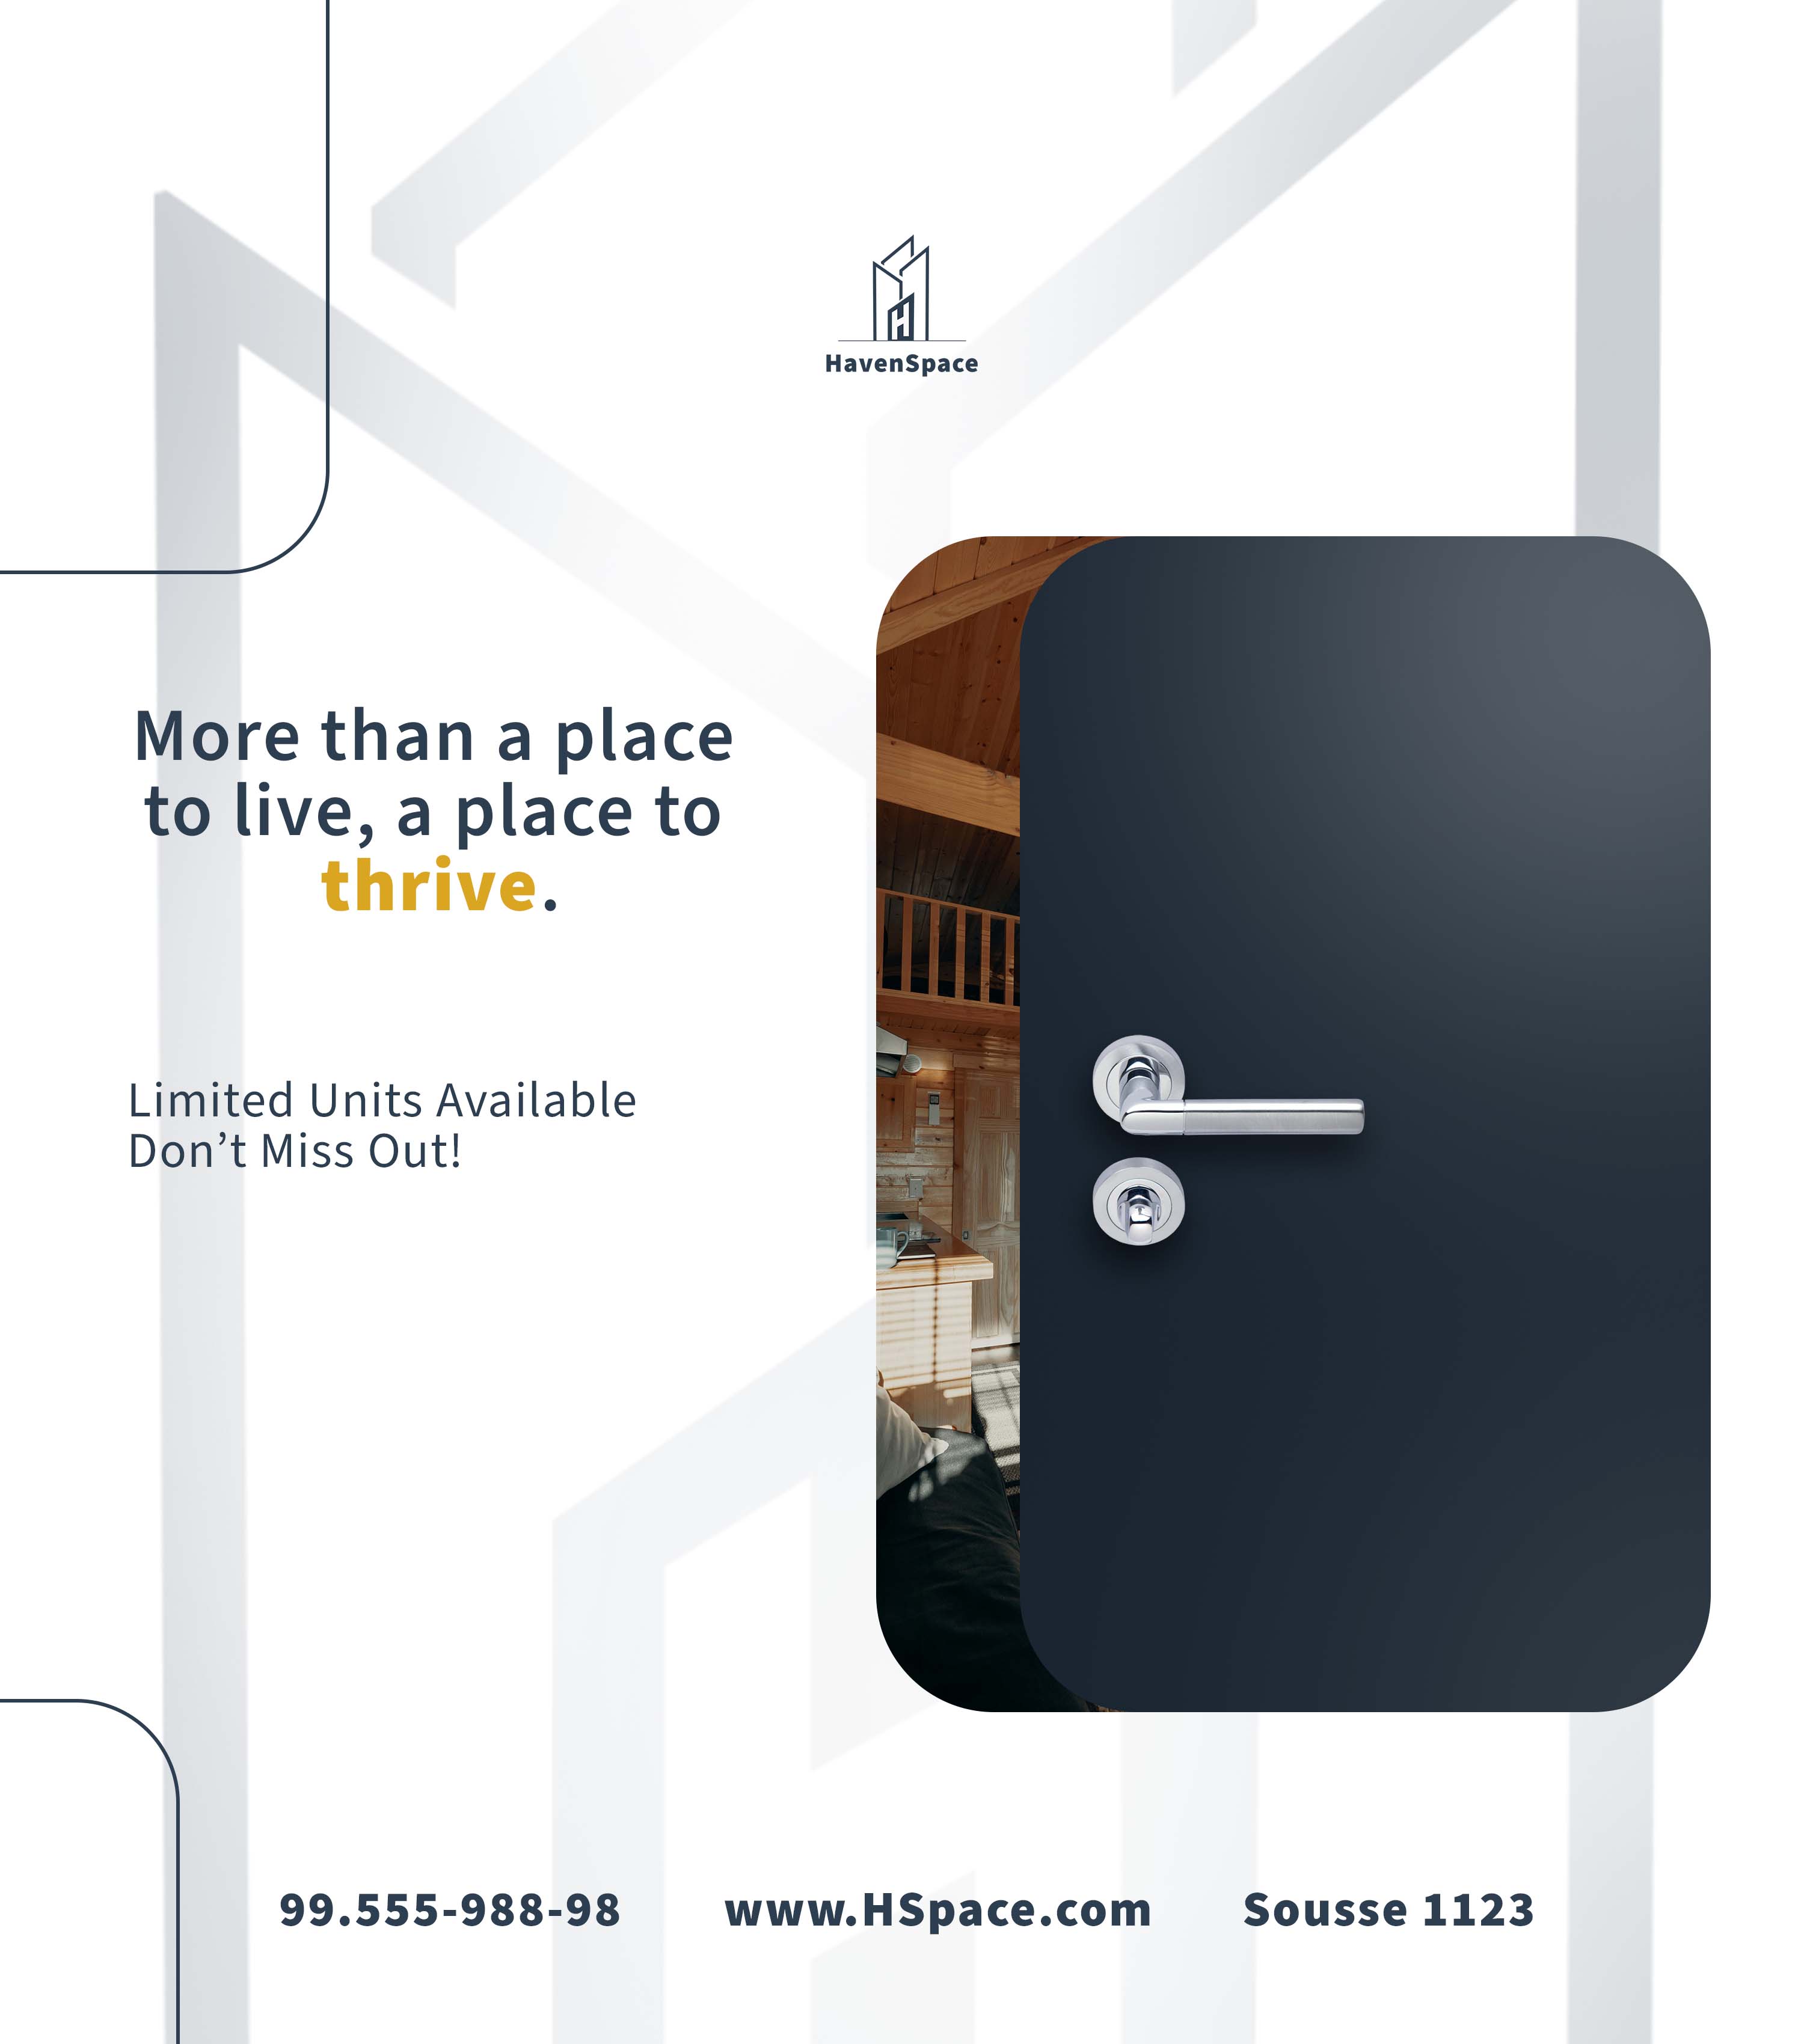 HavenSpace
More than a place
to live, a place to
thrive.
Limited Units Available
Don’t Miss Out!
99.555-988-98
www.HSpace.com
Sousse 1123